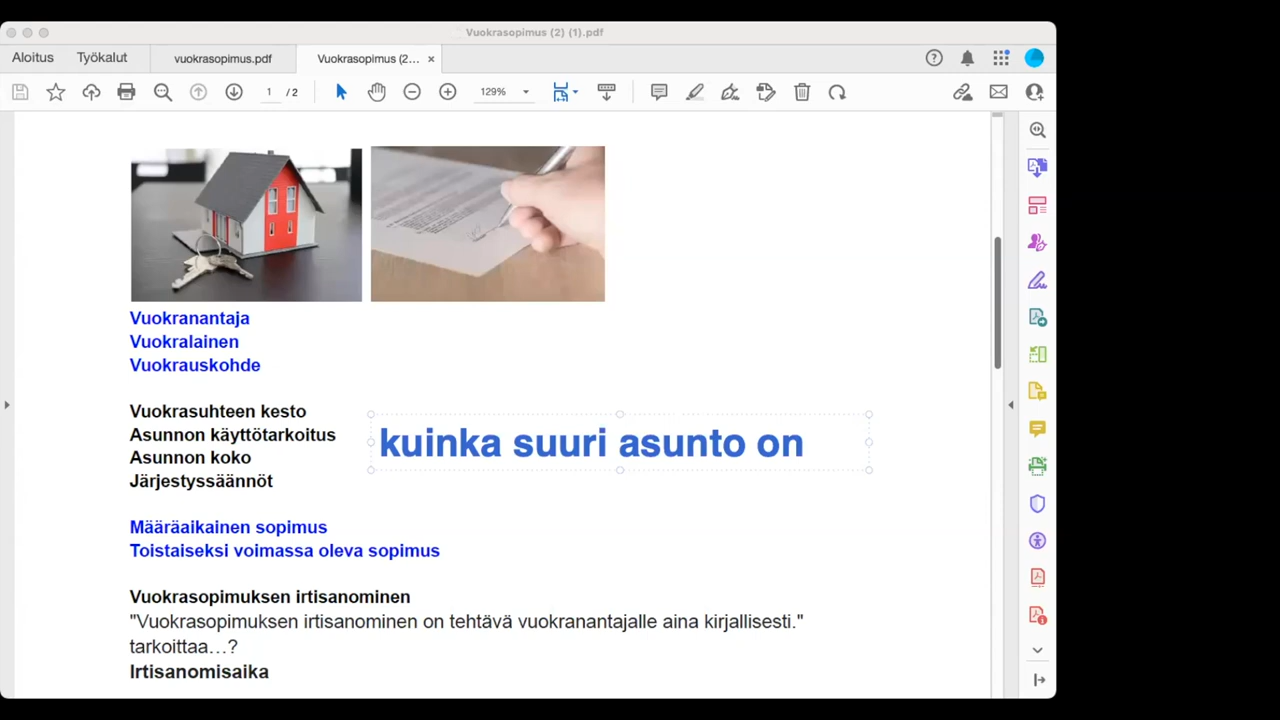 Vuokrasopimus (2) (1).pdf
Aloitus Työkalut vuokrasopimus.pdf Vuokrasopimus (2... ×
1 / 2 129%
Vuokranantaja
Vuokralainen
Vuokrauskohde
Vuokrasuhteen kesto
Asunnon käyttötarkoitus
Asunnon koko
Järjestyssäännöt
kuinka suuri asunto on
Määräaikainen sopimus
Toistaiseksi voimassa oleva sopimus
Vuokrasopimuksen irtisanominen
"Vuokrasopimuksen irtisanominen on tehtävä vuokranantajalle aina kirjallisesti."
tarkoittaa…?
Irtisanomisaika